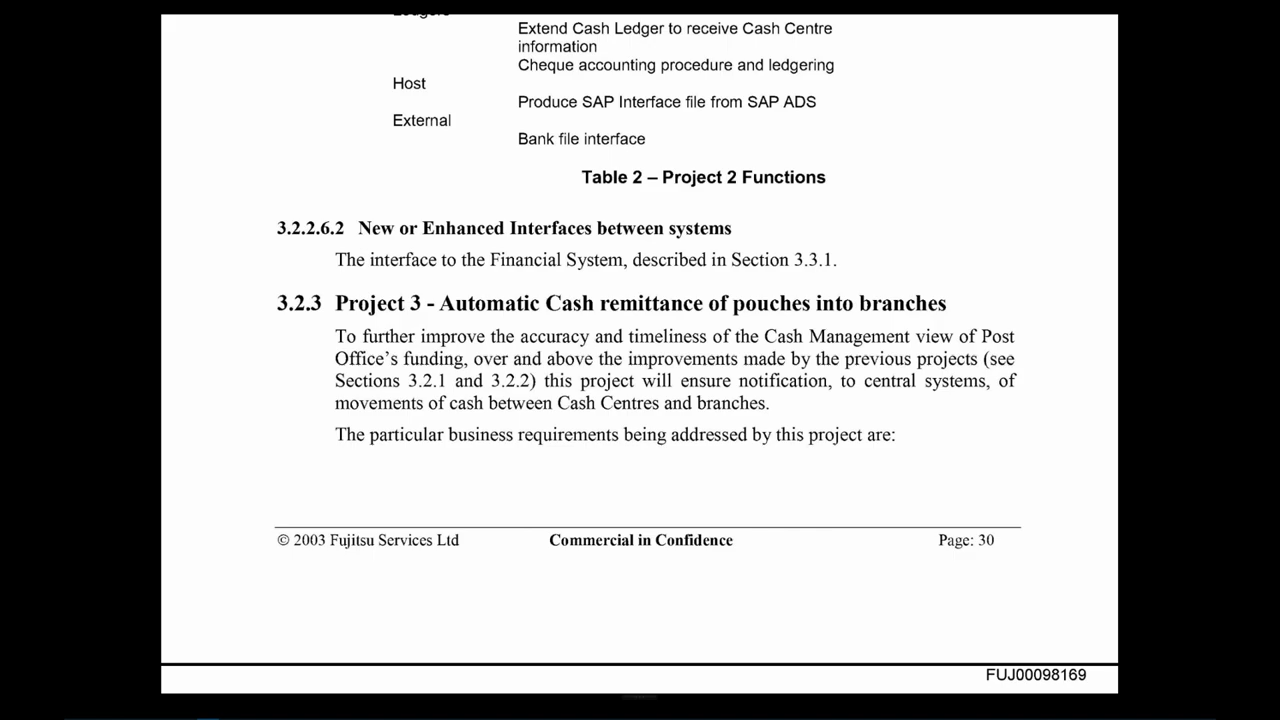 Extend Cash Ledger to receive Cash Centre
information
Cheque accounting procedure and ledgering
Host
Produce SAP Interface file from SAP ADS
External
Bank file interface
Table 2 – Project 2 Functions
3.2.2.6.2 New or Enhanced Interfaces between systems
The interface to the Financial System, described in Section 3.3.1.
3.2.3 Project 3 - Automatic Cash remittance of pouches into branches
To further improve the accuracy and timeliness of the Cash Management view of Post
Office's funding, over and above the improvements made by the previous projects (see
Sections 3.2.1 and 3.2.2) this project will ensure notification, to central systems, of
movements of cash between Cash Centres and branches.
The particular business requirements being addressed by this project are:
© 2003 Fujitsu Services Ltd Commercial in Confidence Page: 30
FUJ00098169